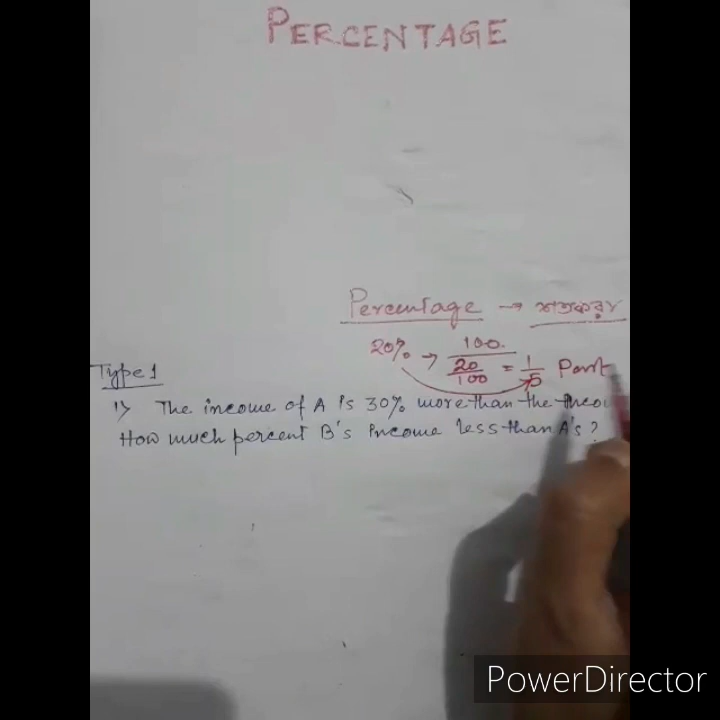 PERCENTAGE
Percentage →
20% → 100
20/100 = 1/5 Part
Type 1
1> The income of A is 30% more than the
How much percent B's income less than A's ?
PowerDirector